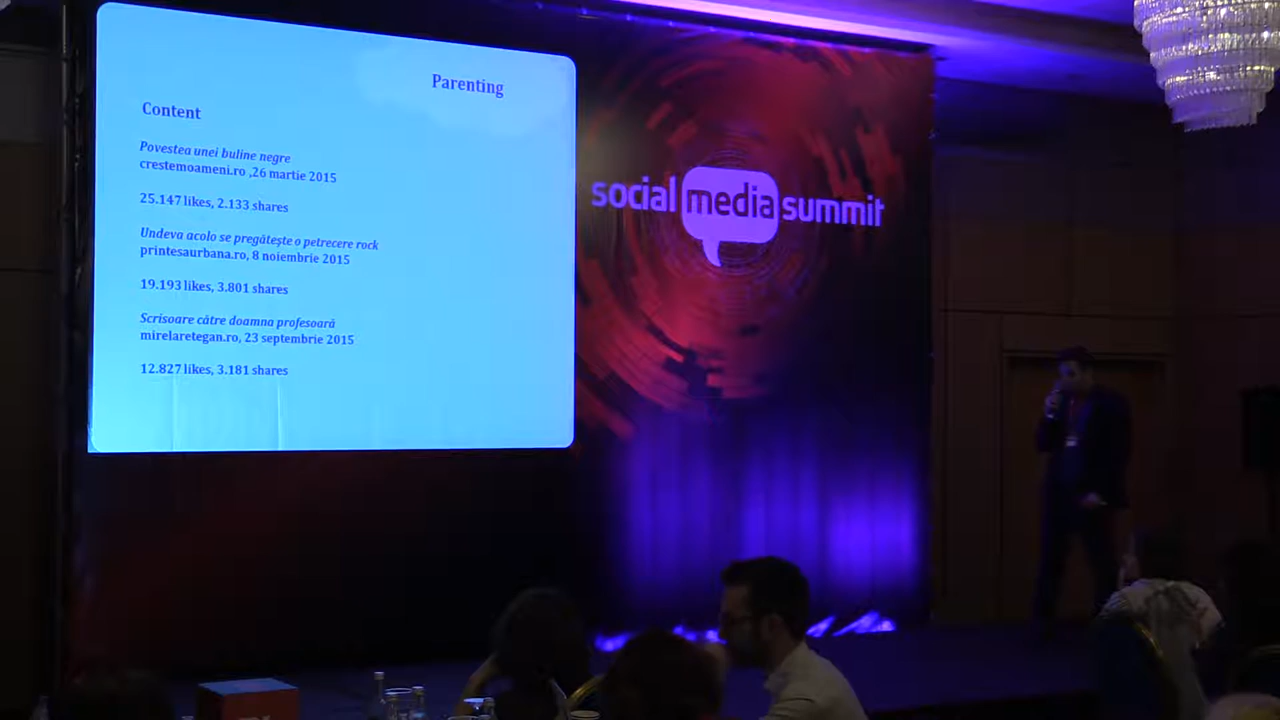 Parenting
Content
Povestea unei buline negre
crestemoameni.ro ,26 martie 2015
25.147 likes, 2.133 shares
Undeva acolo se pregăteşte o petrecere rock
printesaurbana.ro, 8 noiembrie 2015
19.193 likes, 3.801 shares
Scrisoare către doamna profesoară
mirelaretegan.ro, 23 septembrie 2015
12.827 likes, 3.181 shares
social media summit